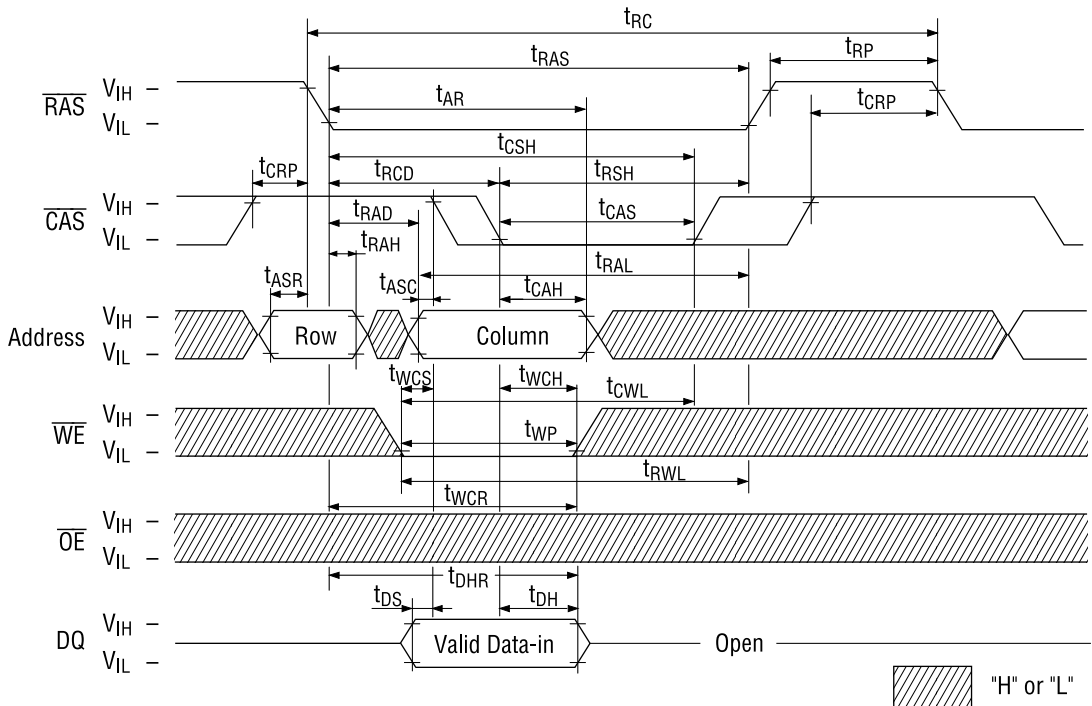 tRC
tRAS
tRP
VIH
RAS
tAR
tCRP
VIL
tCSH
tCRP
tRCD
tRSH
VIH
CAS
tCAS
tRAD
VIL
tRAH
tRAL
tASR
tASC
tCAH
VIH
Address
Row
Column
VIL
tWCS
tWCH
tCWL
VIH
WE
tWP
VIL
tRWL
tWCR
VIH
OE
VIL
tDHR
tDS
tDH
VIH
DQ
Valid Data-in
Open
VIL
"H" or "L"